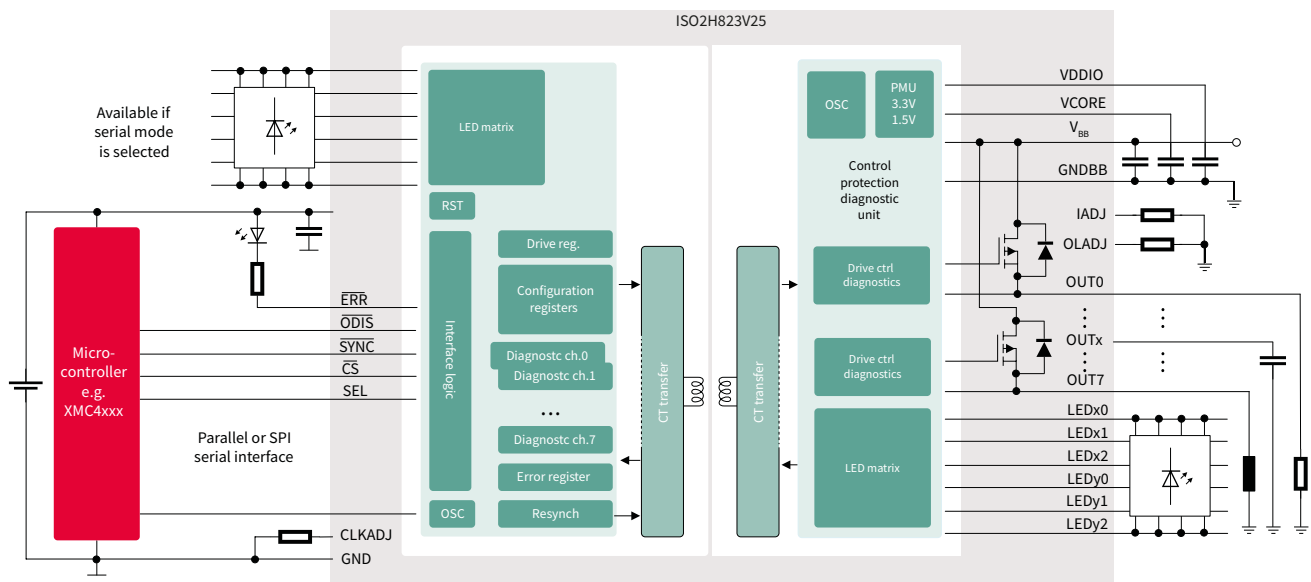 ISO2H823V25
Available if
serial mode
is selected
Micro-
controller
e.g.
XMC4xxx
Parallel or SPI
serial interface
ERR
ODIS
SYNC
CS
SEL
CLKADJ
GND
LED matrix
RST
Interface logic
OSC
Drive reg.
Configuration
registers
Diagnostc ch.0
Diagnostc ch.1
...
Diagnostc ch.7
Error register
Resynch
CT transfer
CT transfer
OSC
PMU
3.3V
1.5V
Control
protection
diagnostic
unit
Drive ctrl
diagnostics
Drive ctrl
diagnostics
LED matrix
VDDIO
VCORE
VBB
GNDBB
IADJ
OLADJ
OUT0
OUTx
OUT7
LEDx0
LEDx1
LEDx2
LEDy0
LEDy1
LEDy2